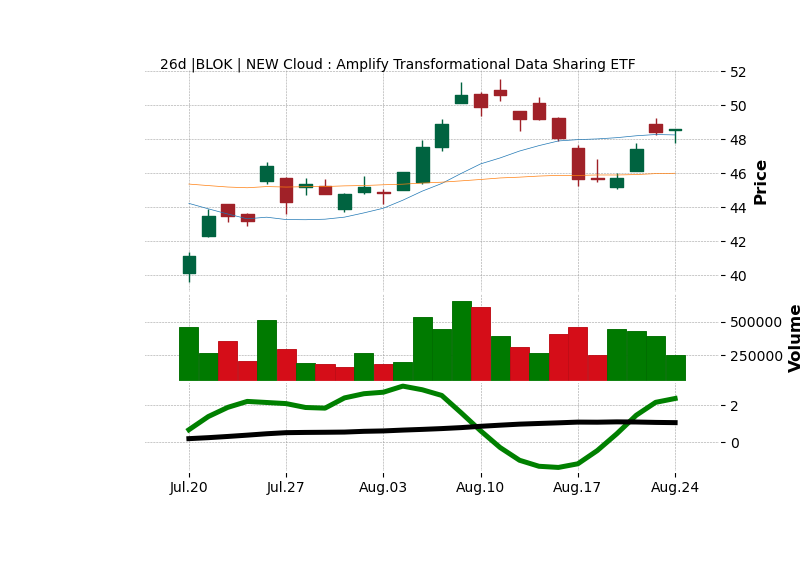 26d |BLOK | NEW Cloud : Amplify Transformational Data Sharing ETF
52
50
48
46
44
42
40
Price
500000
250000
Volume
2
0
Jul.20 Jul.27 Aug.03 Aug.10 Aug.17 Aug.24